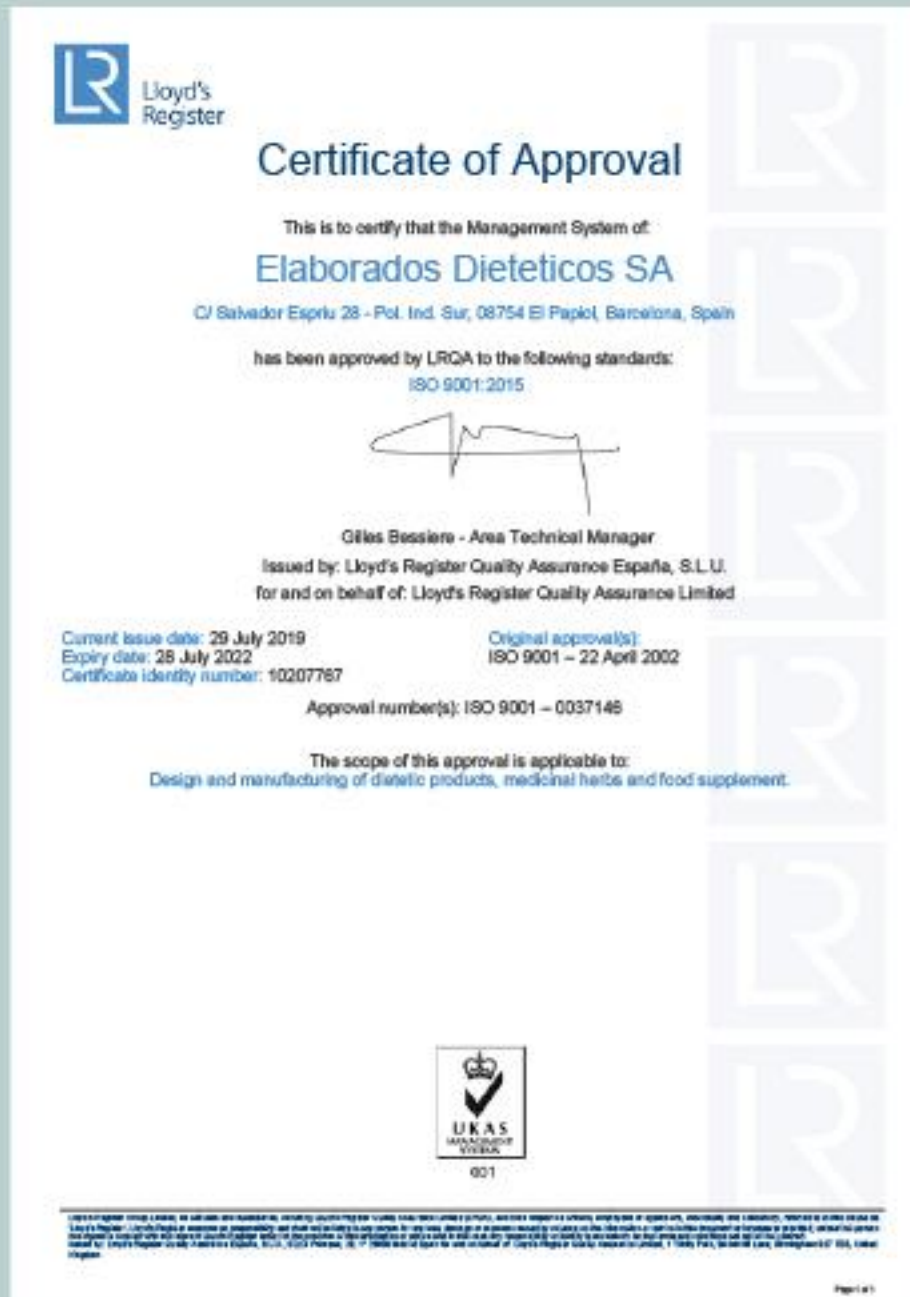 LR
Lloyd's
Register
Certificate of Approval
This is to certify that the Management System of:
Elaborados Dieteticos SA
C/ Salvador Espriu 28 - Pol. Ind. Sur, 08754 El Papiol, Barcelona, Spain
has been approved by LRQA to the following standards:
ISO 9001:2015
Gilles Bessiere - Area Technical Manager
Issued by: Lloyd's Register Quality Assurance España, S.L.U.
for and on behalf of: Lloyd's Register Quality Assurance Limited
Current issue date: 29 July 2019
Expiry date: 28 July 2022
Certificate identity number: 10207767
Original approval(s):
ISO 9001 – 22 April 2002
Approval number(s): ISO 9001 – 0037146
The scope of this approval is applicable to:
Design and manufacturing of dietetic products, medicinal herbs and food supplement.
UKAS
MANAGEMENT
SYSTEMS
001
Page 1 of 1